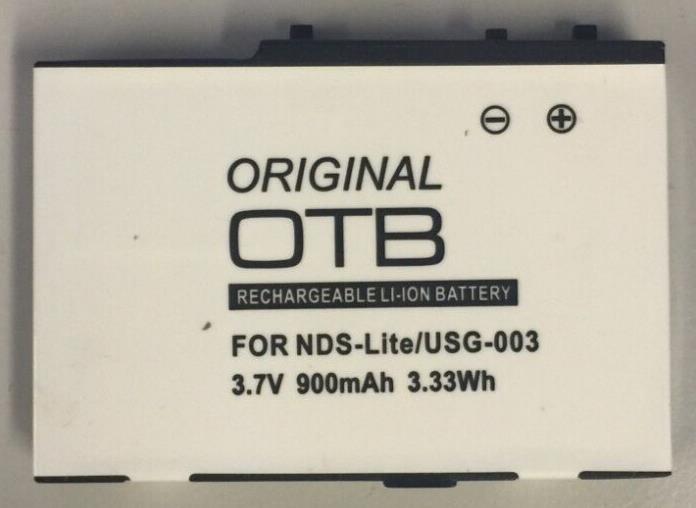 ⊖ ⊕
ORIGINAL
OTB
RECHARGEABLE LI-ION BATTERY
FOR NDS-Lite/USG-003
3.7V 900mAh 3.33Wh